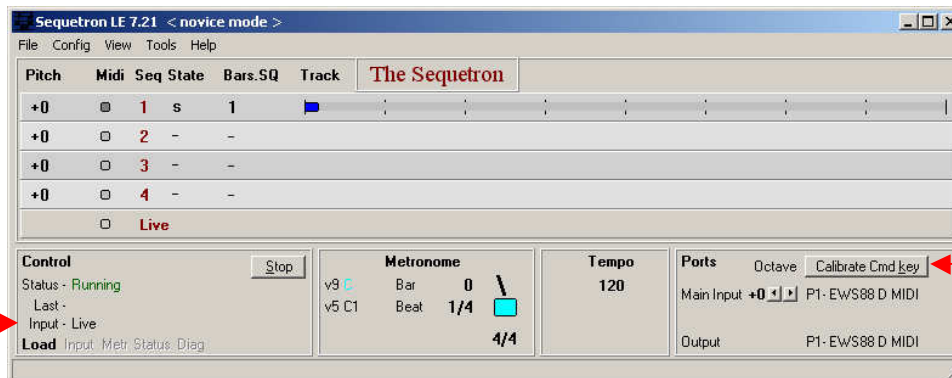 Sequetron LE 7.21 < novice mode >
File Config View Tools Help
Pitch Midi Seq State Bars.SQ Track The Sequetron
+0 1 s 1
+0 2 - -
+0 3 - -
+0 4 - -
Live
Control Stop Metronome Tempo Ports Octave Calibrate Cmd key
Status - Running v9 C Bar 0 \ 120 Main Input +0 P1- EWS88 D MIDI
Last - v5 C1 Beat 1/4
Input - Live
Load Input Metr Status Diag 4/4 Output P1- EWS88 D MIDI